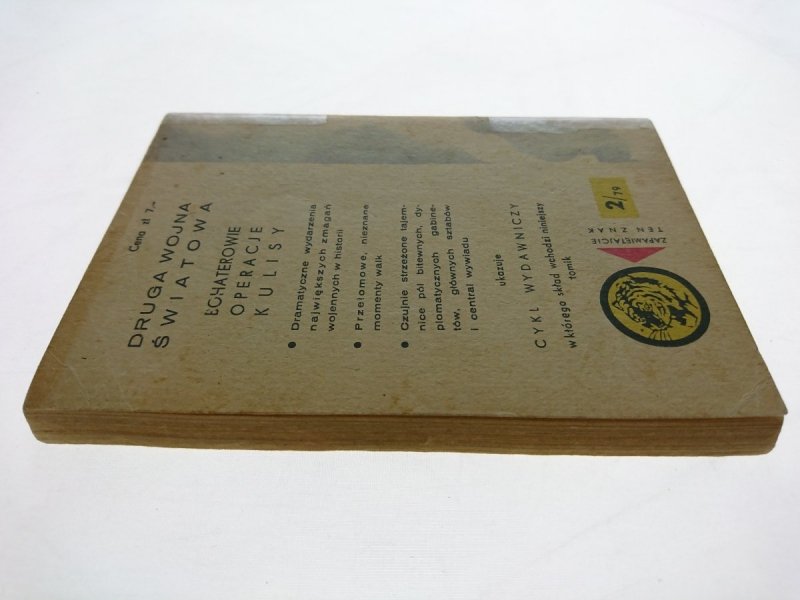 Cena zł 7,—
DRUGA WOJNA
ŚWIATOWA
BOHATEROWIE
OPERACJE
KULISY
● Dramatyczne wydarzenia
największych zmagań
wojennych w historii
● Przełomowe, nieznane
momenty walk
● Czujnie strzeżone tajem-
nice pól bitewnych, dy-
plomatycznych gabine-
tów, głównych sztabów
i central wywiadu
ukazuje
CYKL WYDAWNICZY
w którego skład wchodzi niniejszy
tomik
ZAPAMIĘTAJCIE
TEN ZNAK
2/79